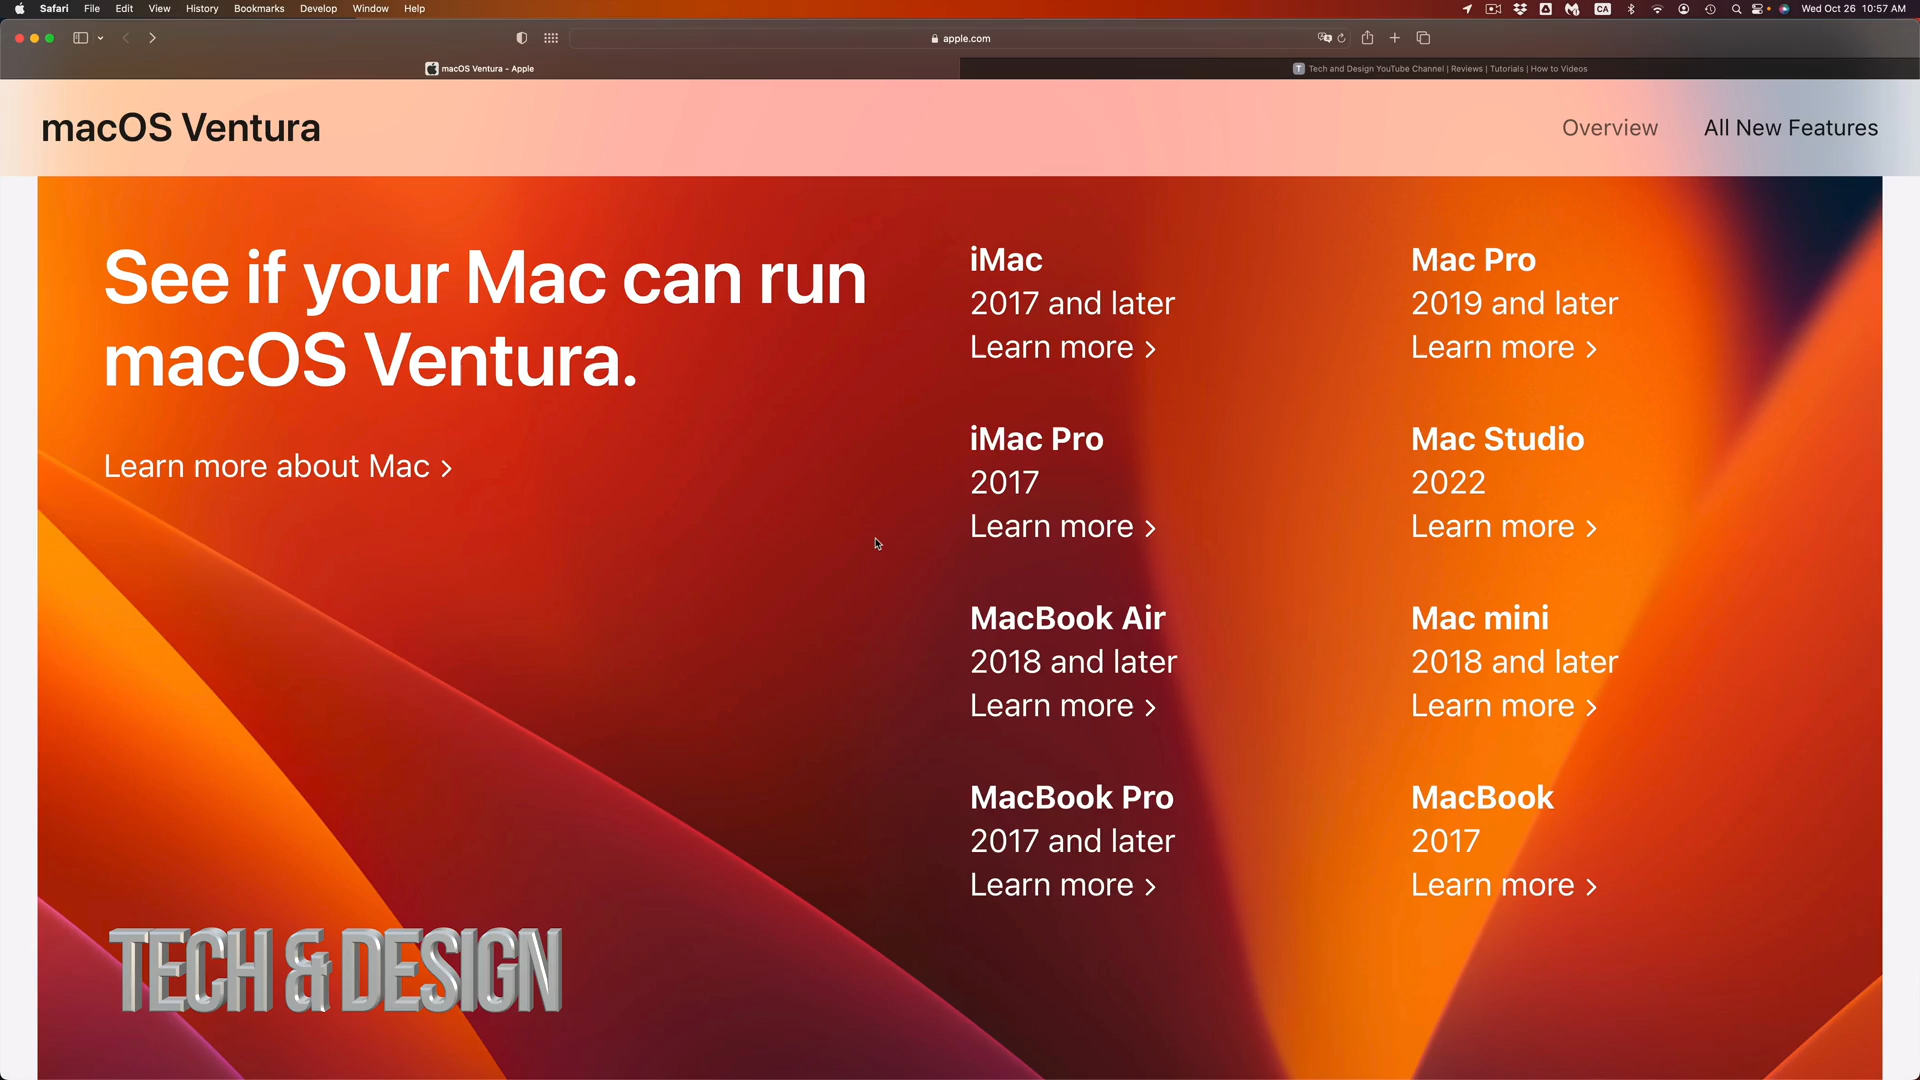 Safari File Edit View History Bookmarks Develop Window Help
CA
Wed Oct 26 10:57 AM
apple.com
macOS Ventura - Apple
T Tech and Design YouTube Channel | Reviews | Tutorials | How to Videos
macOS Ventura
Overview
All New Features
See if your Mac can run
macOS Ventura.
Learn more about Mac >
iMac
2017 and later
Learn more >
Mac Pro
2019 and later
Learn more >
iMac Pro
2017
Learn more >
Mac Studio
2022
Learn more >
MacBook Air
2018 and later
Learn more >
Mac mini
2018 and later
Learn more >
MacBook Pro
2017 and later
Learn more >
MacBook
2017
Learn more >
TECH & DESIGN